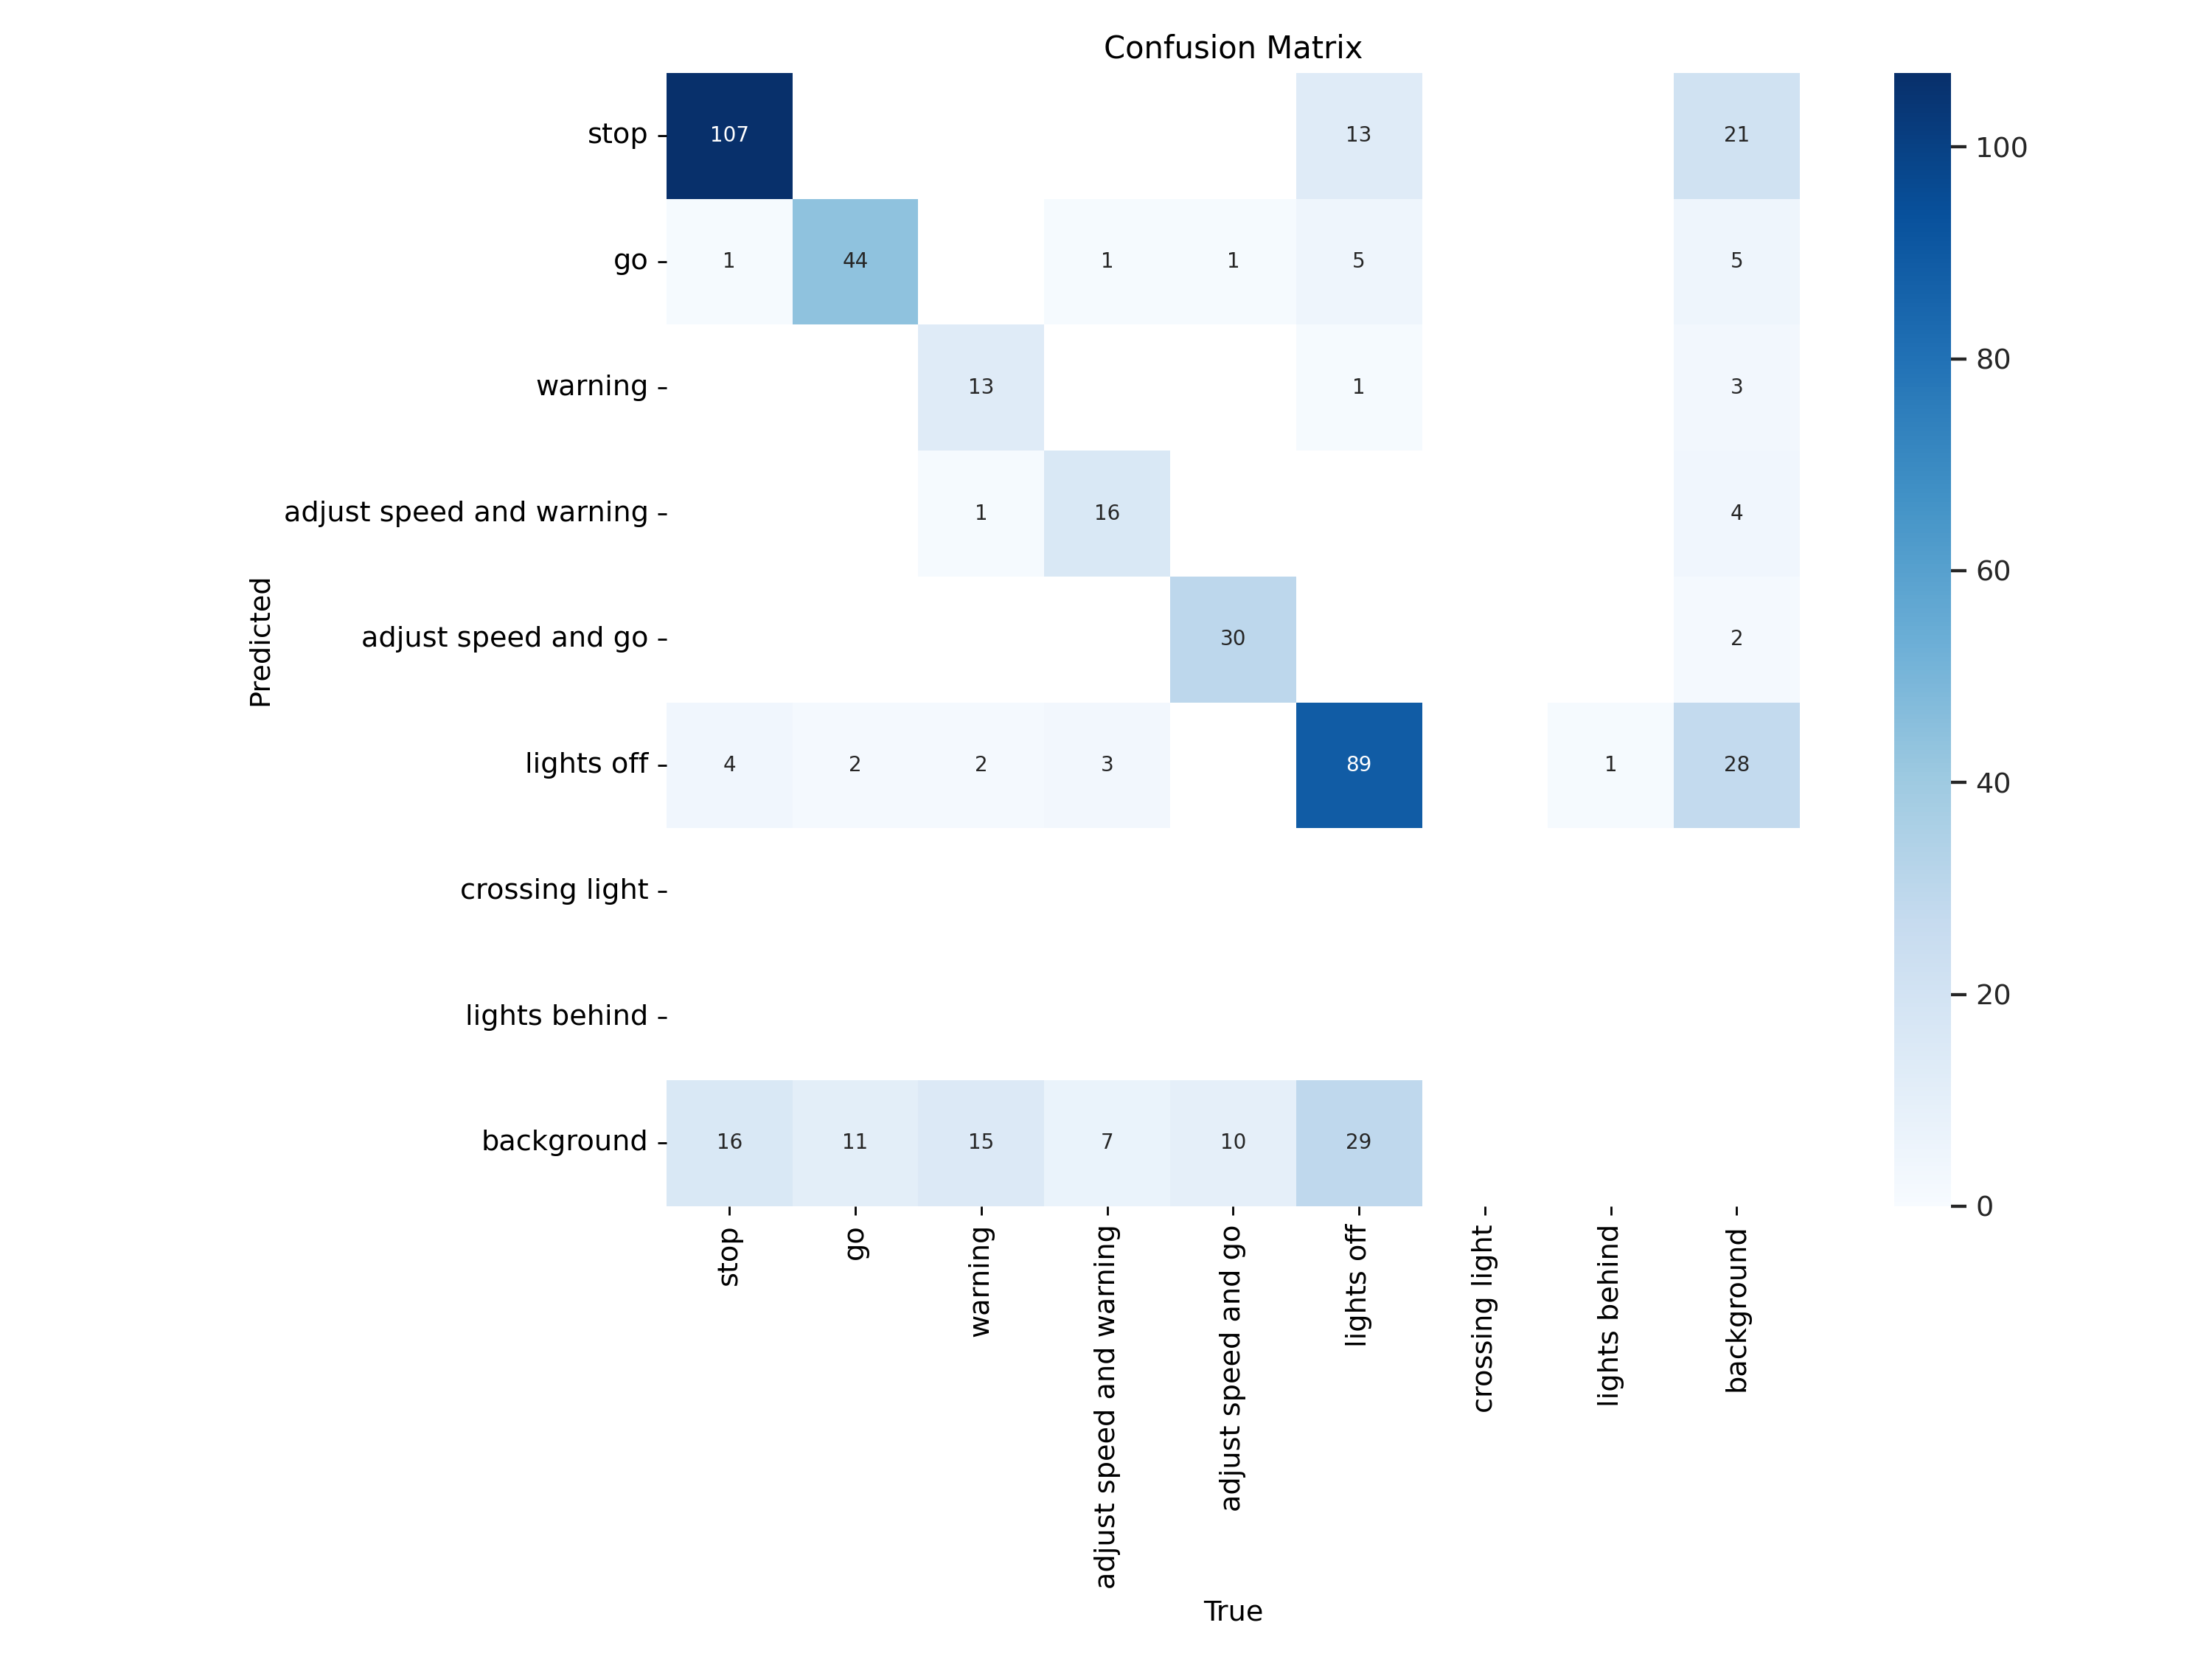 Confusion Matrix
stop 107 13 21
go 1 44 1 1 5 5
warning 13 1 3
adjust speed and warning 1 16 4
adjust speed and go 30 2
lights off 4 2 2 3 89 1 28
crossing light
lights behind
background 16 11 15 7 10 29
Predicted
stop
go
warning
adjust speed and warning
adjust speed and go
lights off
crossing light
lights behind
background
True
100
80
60
40
20
0